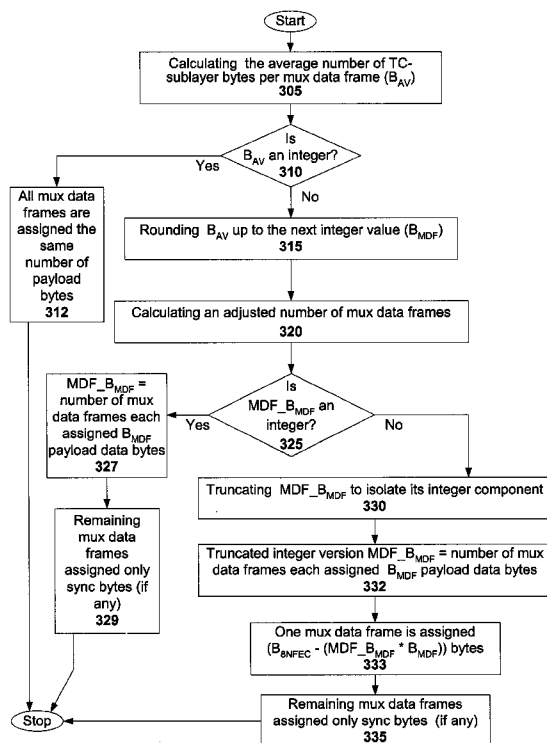 Start
Calculating the average number of TC-
sublayer bytes per mux data frame (B_AV)
305
Is
B_AV an integer?
310
Yes
No
All mux data
frames are
assigned the
same
number of
payload
bytes
312
Rounding B_AV up to the next integer value (B_MDF)
315
Calculating an adjusted number of mux data frames
320
Is
MDF_B_MDF an
integer?
325
Yes
No
MDF_B_MDF =
number of mux
data frames each
assigned B_MDF
payload data bytes
327
Remaining
mux data
frames
assigned only
sync bytes (if
any)
329
Truncating MDF_B_MDF to isolate its integer component
330
Truncated integer version MDF_B_MDF = number of mux
data frames each assigned B_MDF payload data bytes
332
One mux data frame is assigned
(B_8NFEC - (MDF_B_MDF * B_MDF)) bytes
333
Remaining mux data frames
assigned only sync bytes (if any)
335
Stop